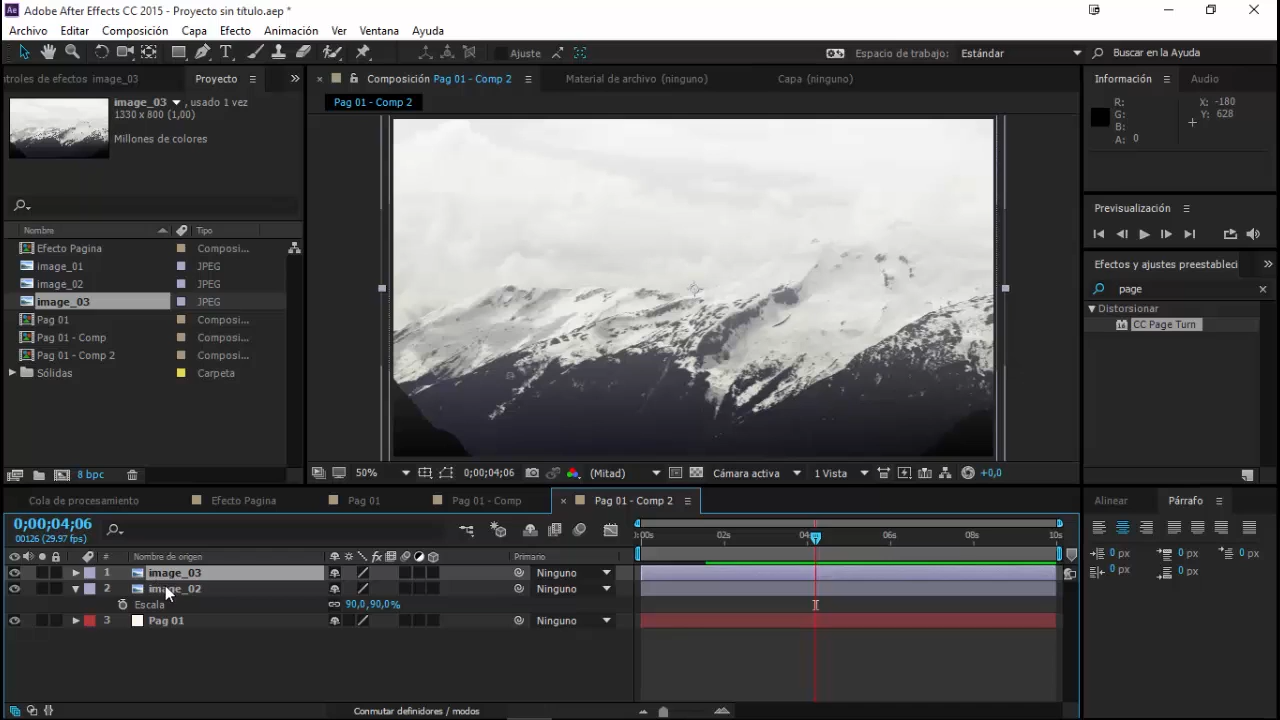 Ae Adobe After Effects CC 2015 - Proyecto sin título.aep *
Archivo Editar Composición Capa Efecto Animación Ver Ventana Ayuda
Ajuste Espacio de trabajo: Estándar Buscar en la Ayuda
ntroles de efectos image_03 Proyecto Composición Pag 01 - Comp 2 Material de archivo (ninguno) Capa (ninguno) Información Audio
image_03 , usado 1 vez
1330 x 800 (1,00)
Millones de colores
Pag 01 - Comp 2
R:
G:
B:
A: 0
X: -180
Y: 628
Previsualización
Nombre Tipo
Efecto Pagina Composi...
image_01 JPEG
image_02 JPEG
image_03 JPEG
Pag 01 Composi...
Pag 01 - Comp Composi...
Pag 01 - Comp 2 Composi...
Sólidas Carpeta
Efectos y ajustes preestableci
page
Distorsionar
CC Page Turn
8 bpc
50% 0;00;04;06 (Mitad) Cámara activa 1 Vista +0,0
Cola de procesamiento Efecto Pagina Pag 01 Pag 01 - Comp Pag 01 - Comp 2
Alinear Párrafo
0;00;04;06
00126 (29.97 fps)
02s 06s 08s 10s
# Nombre de origen fx Primario
1 image_03 Ninguno
2 image_02 Ninguno
Escala 90,0,90,0%
3 Pag 01 Ninguno
0 px 0 px 0 px
0 px 0 px
Conmutar definidores / modos